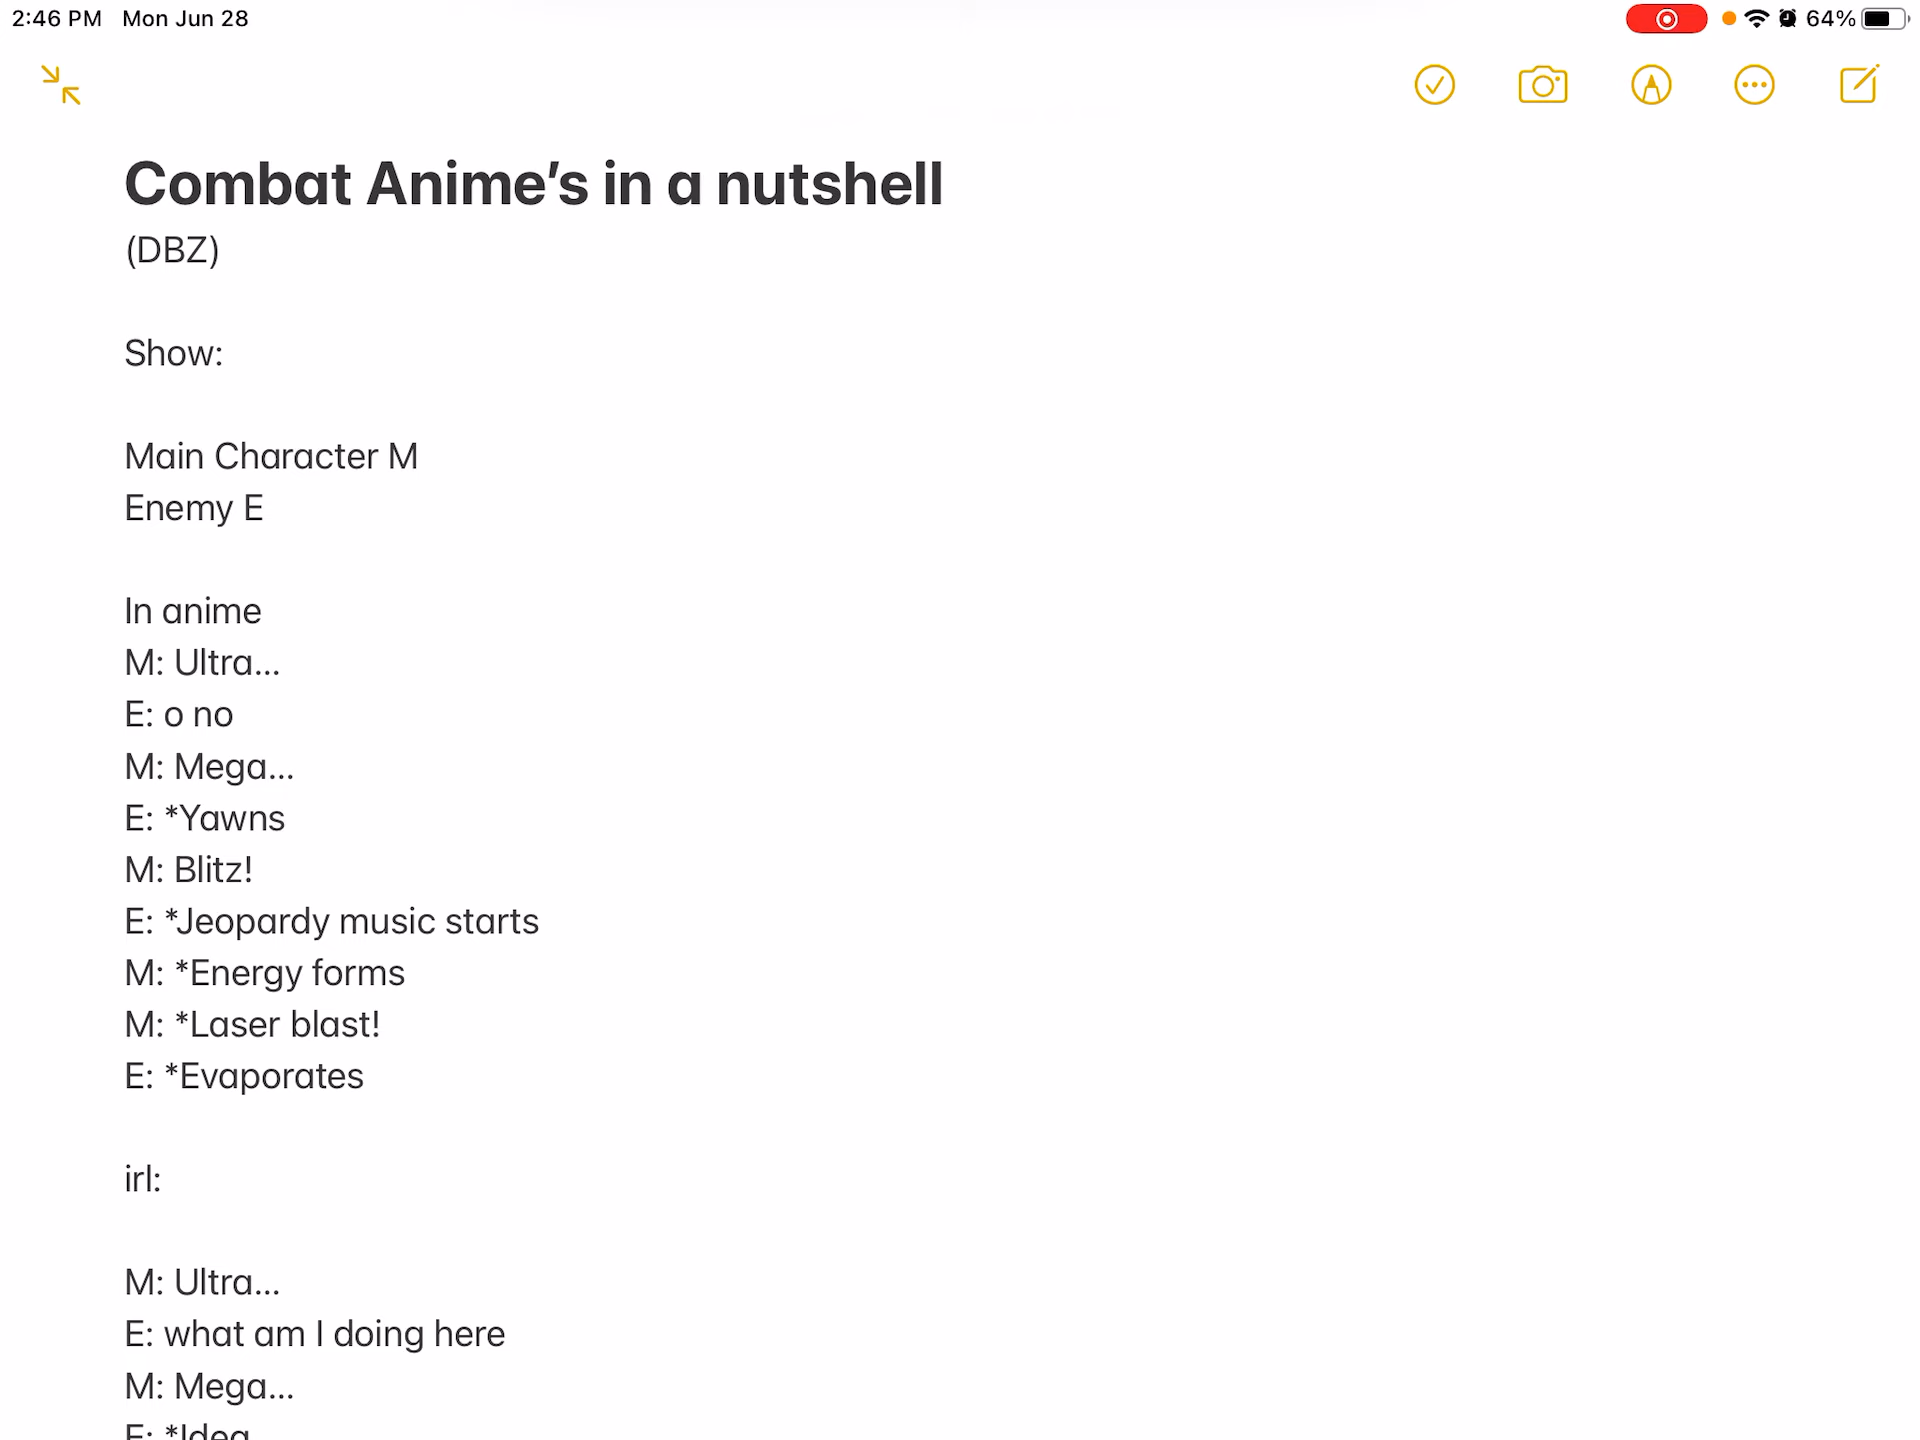 2:46 PM Mon Jun 28 64%
Combat Anime’s in a nutshell
(DBZ)
Show:
Main Character M
Enemy E
In anime
M: Ultra...
E: o no
M: Mega...
E: *Yawns
M: Blitz!
E: *Jeopardy music starts
M: *Energy forms
M: *Laser blast!
E: *Evaporates
irl:
M: Ultra...
E: what am I doing here
M: Mega...
E: *Idea